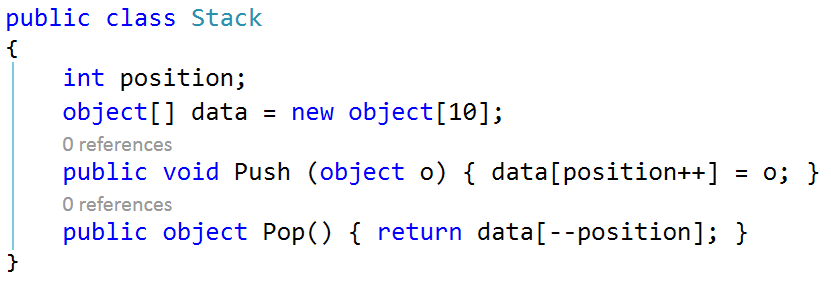 public class Stack
{
int position;
object[] data = new object[10];
0 references
public void Push (object o) { data[position++] = o; }
0 references
public object Pop() { return data[--position]; }
}